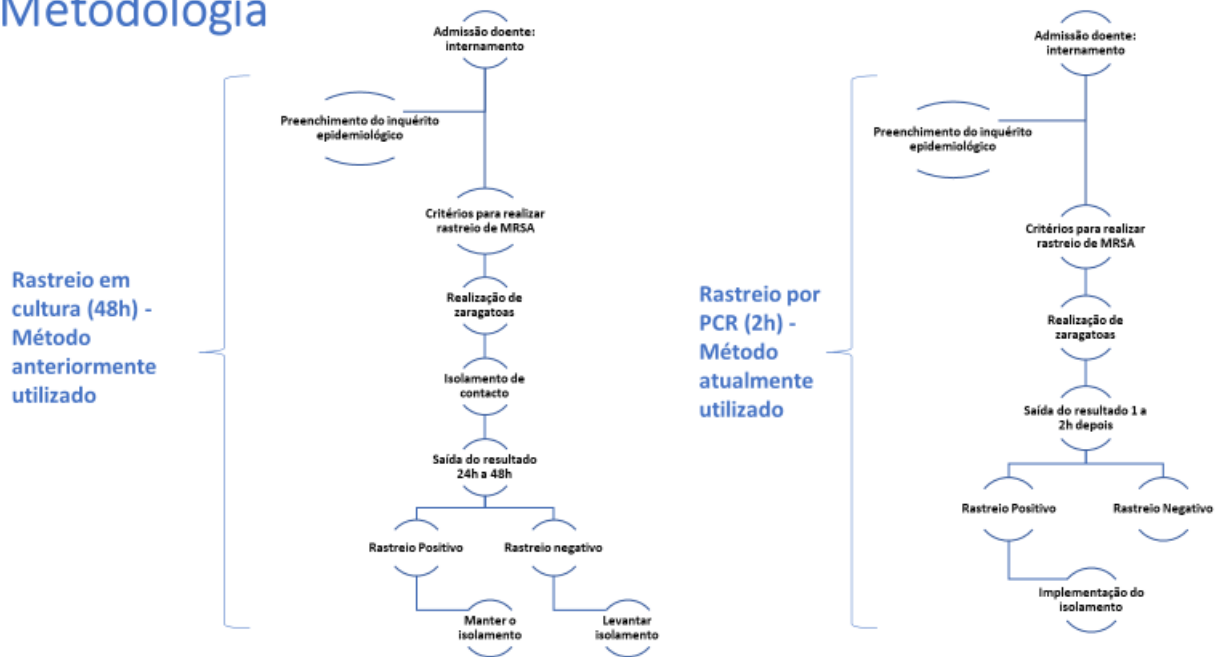 Metodologia
Rastreio em
cultura (48h) -
Método
anteriormente
utilizado
Admissão doente:
internamento
Preenchimento do inquérito
epidemiológico
Critérios para realizar
rastreio de MRSA
Realização de
zaragatoas
Isolamento de
contacto
Saída do resultado
24h a 48h
Rastreio Positivo
Rastreio negativo
Manter o
isolamento
Levantar
isolamento
Rastreio por
PCR (2h) -
Método
atualmente
utilizado
Admissão doente:
internamento
Preenchimento do inquérito
epidemiológico
Critérios para realizar
rastreio de MRSA
Realização de
zaragatoas
Saída do resultado 1 a
2h depois
Rastreio Positivo
Rastreio Negativo
Implementação do
isolamento